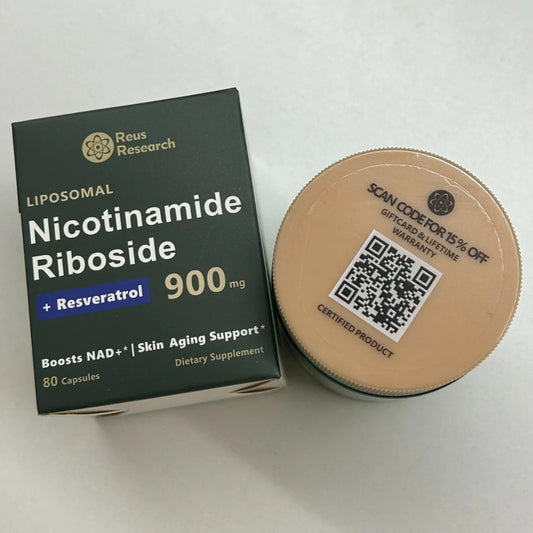 Reus
Research
LIPOSOMAL
Nicotinamide
Riboside
+ Resveratrol
900 mg
Boosts NAD+* | Skin Aging Support*
80 Capsules
Dietary Supplement
SCAN CODE FOR 15% OFF
GIFTCARD & LIFETIME
WARRANTY
CERTIFIED PRODUCT